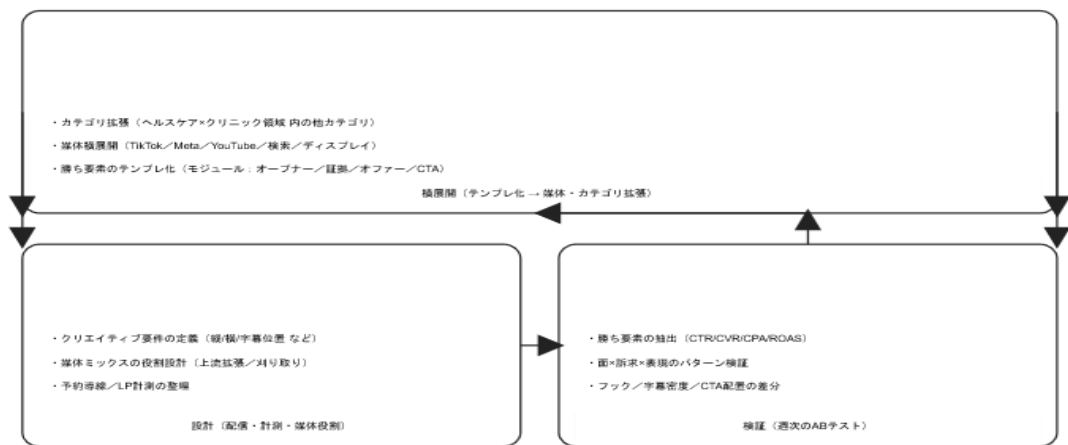 ・カテゴリ拡張（ヘルスケア×クリニック領域 内の他カテゴリ）
・媒体横展開（TikTok／Meta／YouTube／検索／ディスプレイ）
・勝ち要素のテンプレ化（モジュール：オープナー／証拠／オファー／CTA）
横展開（テンプレ化 → 媒体・カテゴリ拡張）
・クリエイティブ要件の定義（縦/横/字幕位置 など）
・媒体ミックスの役割設計（上流拡張／刈り取り）
・予約導線／LP計測の整理
設計（配信・計測・媒体役割）
・勝ち要素の抽出（CTR/CVR/CPA/ROAS）
・面×訴求×表現のパターン検証
・フック／字幕密度／CTA配置の差分
検証（週次のABテスト）